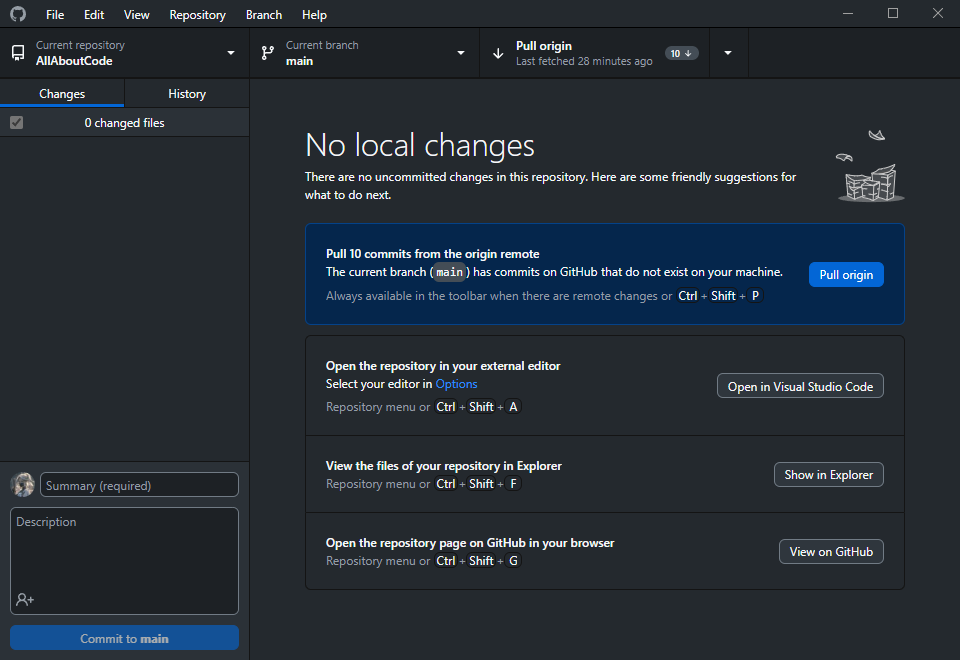 File Edit View Repository Branch Help
Current repository
AllAboutCode
Current branch
main
Pull origin
Last fetched 28 minutes ago
10
Changes History
0 changed files
No local changes
There are no uncommitted changes in this repository. Here are some friendly suggestions for
what to do next.
Pull 10 commits from the origin remote
The current branch (main) has commits on GitHub that do not exist on your machine.
Always available in the toolbar when there are remote changes or Ctrl + Shift + P
Pull origin
Open the repository in your external editor
Select your editor in Options
Repository menu or Ctrl + Shift + A
Open in Visual Studio Code
View the files of your repository in Explorer
Repository menu or Ctrl + Shift + F
Show in Explorer
Open the repository page on GitHub in your browser
Repository menu or Ctrl + Shift + G
View on GitHub
Summary (required)
Description
Commit to main